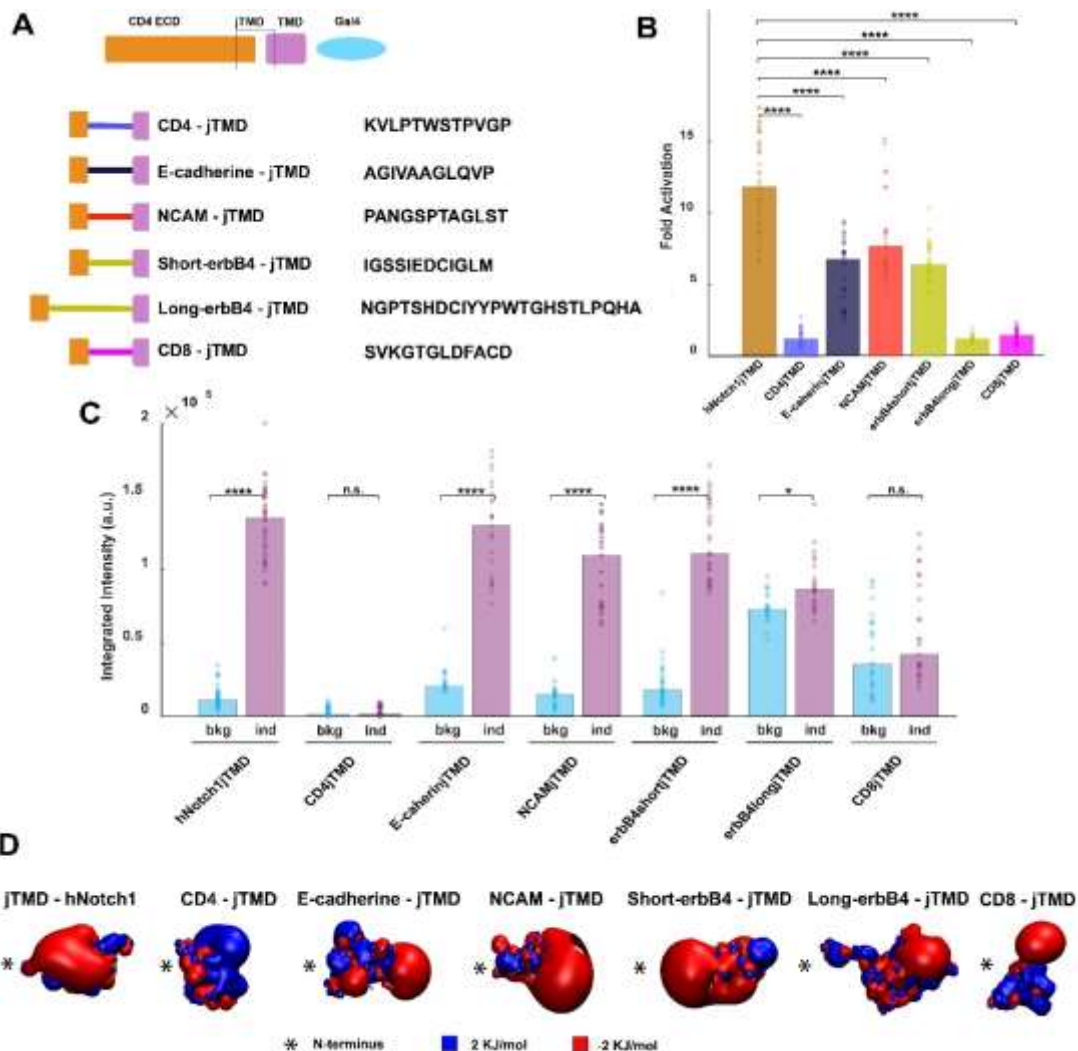 A
CD4 ECD
jTMD
TMD
Gal4
CD4 - jTMD KVLPTWSTPVGP
E-cadherine - jTMD AGIVAAGLQVP
NCAM - jTMD PANGSPTAGLST
Short-erbB4 - jTMD IGSSIEDCIGLM
Long-erbB4 - jTMD NGPTSHDCIYYPWTGHSTLPQHA
CD8 - jTMD SVKGTGLDFACD
B
****
****
****
****
****
****
Fold Activation
15
10
5
0
hNotch1jTMD
CD4jTMD
E-caherinjTMD
NCAMjTMD
erbB4shortjTMD
erbB4longjTMD
CD8jTMD
C
× 10 5
2
1.5
1
0.5
0
Integrated Intensity (a.u.)
**** n.s. **** **** **** * n.s.
bkg ind bkg ind bkg ind bkg ind bkg ind bkg ind bkg ind
hNotch1jTMD
CD4jTMD
E-caherinjTMD
NCAMjTMD
erbB4shortjTMD
erbB4longjTMD
CD8jTMD
D
jTMD - hNotch1 CD4 - jTMD E-cadherine - jTMD NCAM - jTMD Short-erbB4 - jTMD Long-erbB4 - jTMD CD8 - jTMD
* * * * * * *
* N-terminus 2 KJ/mol -2 KJ/mol